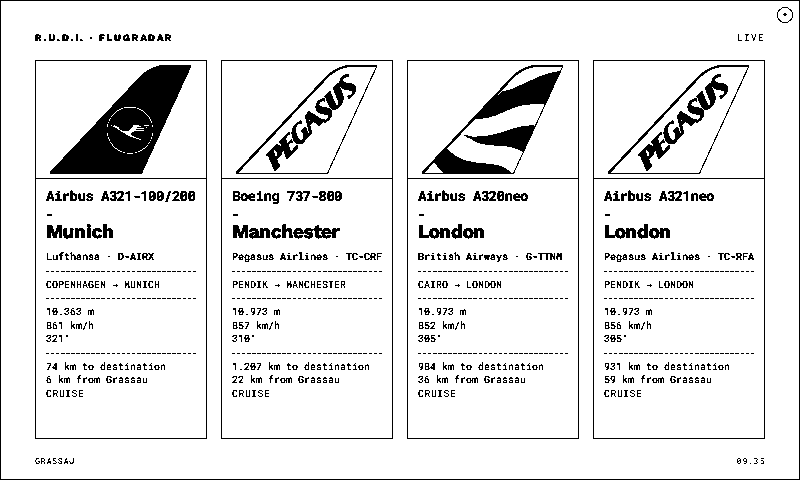 R.U.D.I. · FLUGRADAR
LIVE
PEGASUS
PEGASUS
Airbus A321-100/200
-
Munich
Lufthansa · D-AIRX
COPENHAGEN → MUNICH
10.363 m
861 km/h
321°
74 km to destination
6 km from Grassau
CRUISE
Boeing 737-800
Manchester
Pegasus Airlines · TC-CRF
PENDIK → MANCHESTER
10.973 m
857 km/h
310°
1.207 km to destination
22 km from Grassau
CRUISE
Airbus A320neo
-
London
British Airways · G-TTNM
CAIRO → LONDON
10.973 m
852 km/h
305°
984 km to destination
36 km from Grassau
CRUISE
Airbus A321neo
-
London
Pegasus Airlines · TC-RFA
PENDIK → LONDON
10.973 m
856 km/h
305°
931 km to destination
59 km from Grassau
CRUISE
GRASSAU
09.35